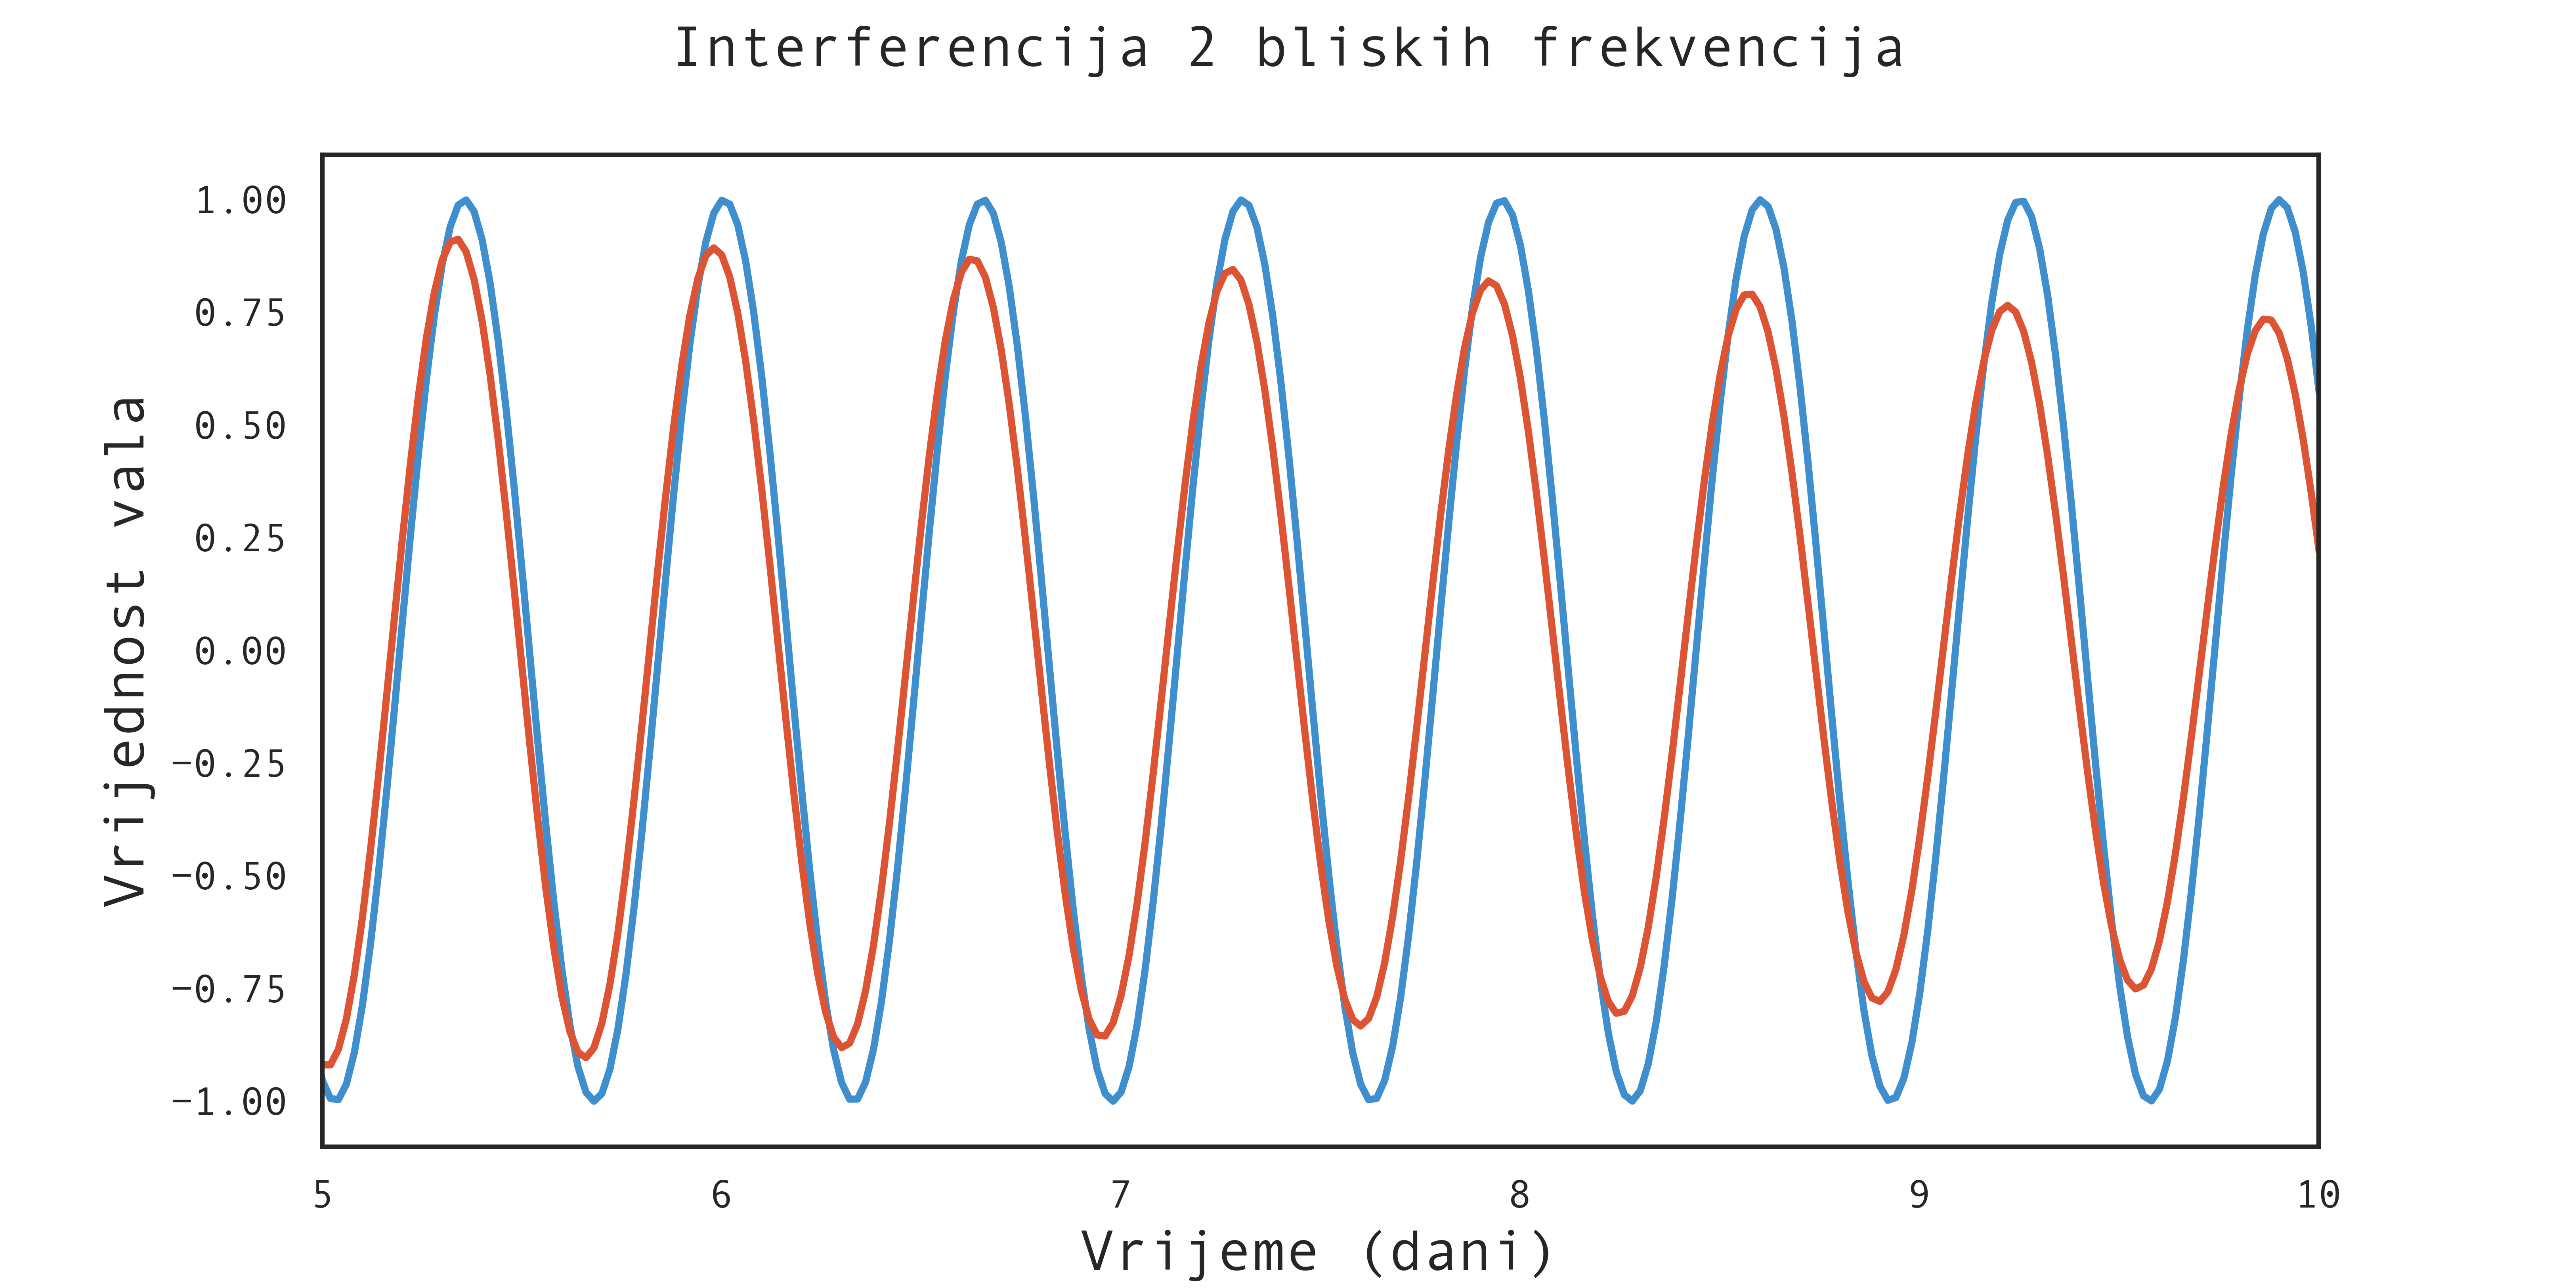 Interferencija 2 bliskih frekvencija
Vrijednost vala
1.00
0.75
0.50
0.25
0.00
−0.25
−0.50
−0.75
−1.00
5 6 7 8 9 10
Vrijeme (dani)